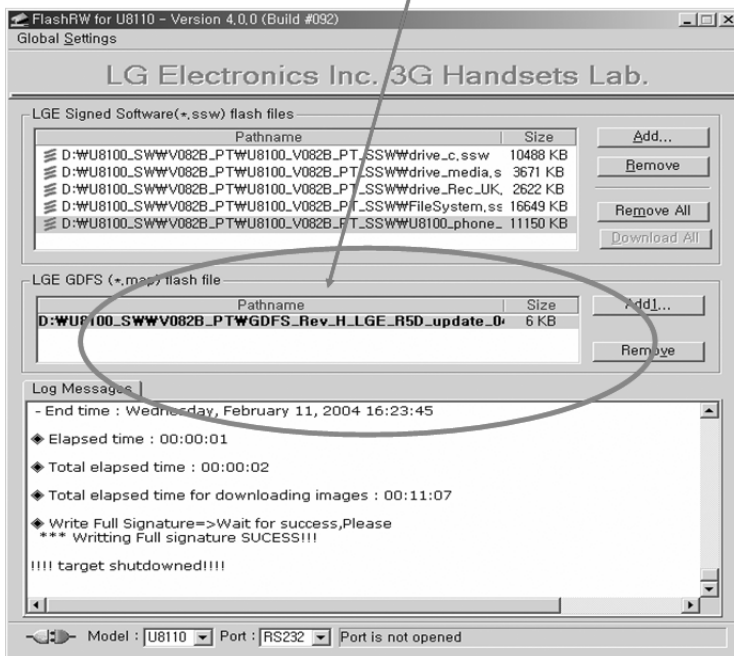 FlashRW for U8110 - Version 4,0,0 (Build #092)
Global Settings
LG Electronics Inc. 3G Handsets Lab.
LGE Signed Software(*,ssw) flash files
Pathname Size
D:₩U8100_SW₩V082B_PT₩U8100_V082B_PT_SSW₩drive_c,ssw 10488 KB
D:₩U8100_SW₩V082B_PT₩U8100_V082B_PT_SSW₩drive_media,s 3671 KB
D:₩U8100_SW₩V082B_PT₩U8100_V082B_PT_SSW₩drive_Rec_UK, 2622 KB
D:₩U8100_SW₩V082B_PT₩U8100_V082B_PT_SSW₩FileSystem,ss 16649 KB
D:₩U8100_SW₩V082B_PT₩U8100_V082B_PT_SSW₩U8100_phone_ 11150 KB
Add...
Remove
Remove All
Download All
LGE GDFS (*,map) flash file
Pathname Size
D:₩U8100_SW₩V082B_PT₩GDFS_Rev_H_LGE_R5D_update_0 6 KB
Add1...
Remove
Log Messages
- End time : Wednesday, February 11, 2004 16:23:45
◈ Elapsed time : 00:00:01
◈ Total elapsed time : 00:00:02
◈ Total elapsed time for downloading images : 00:11:07
◈ Write Full Signature=>Wait for success,Please
*** Writting Full signature SUCESS!!!
!!!! target shutdowned!!!!
Model : U8110 Port : RS232 Port is not opened